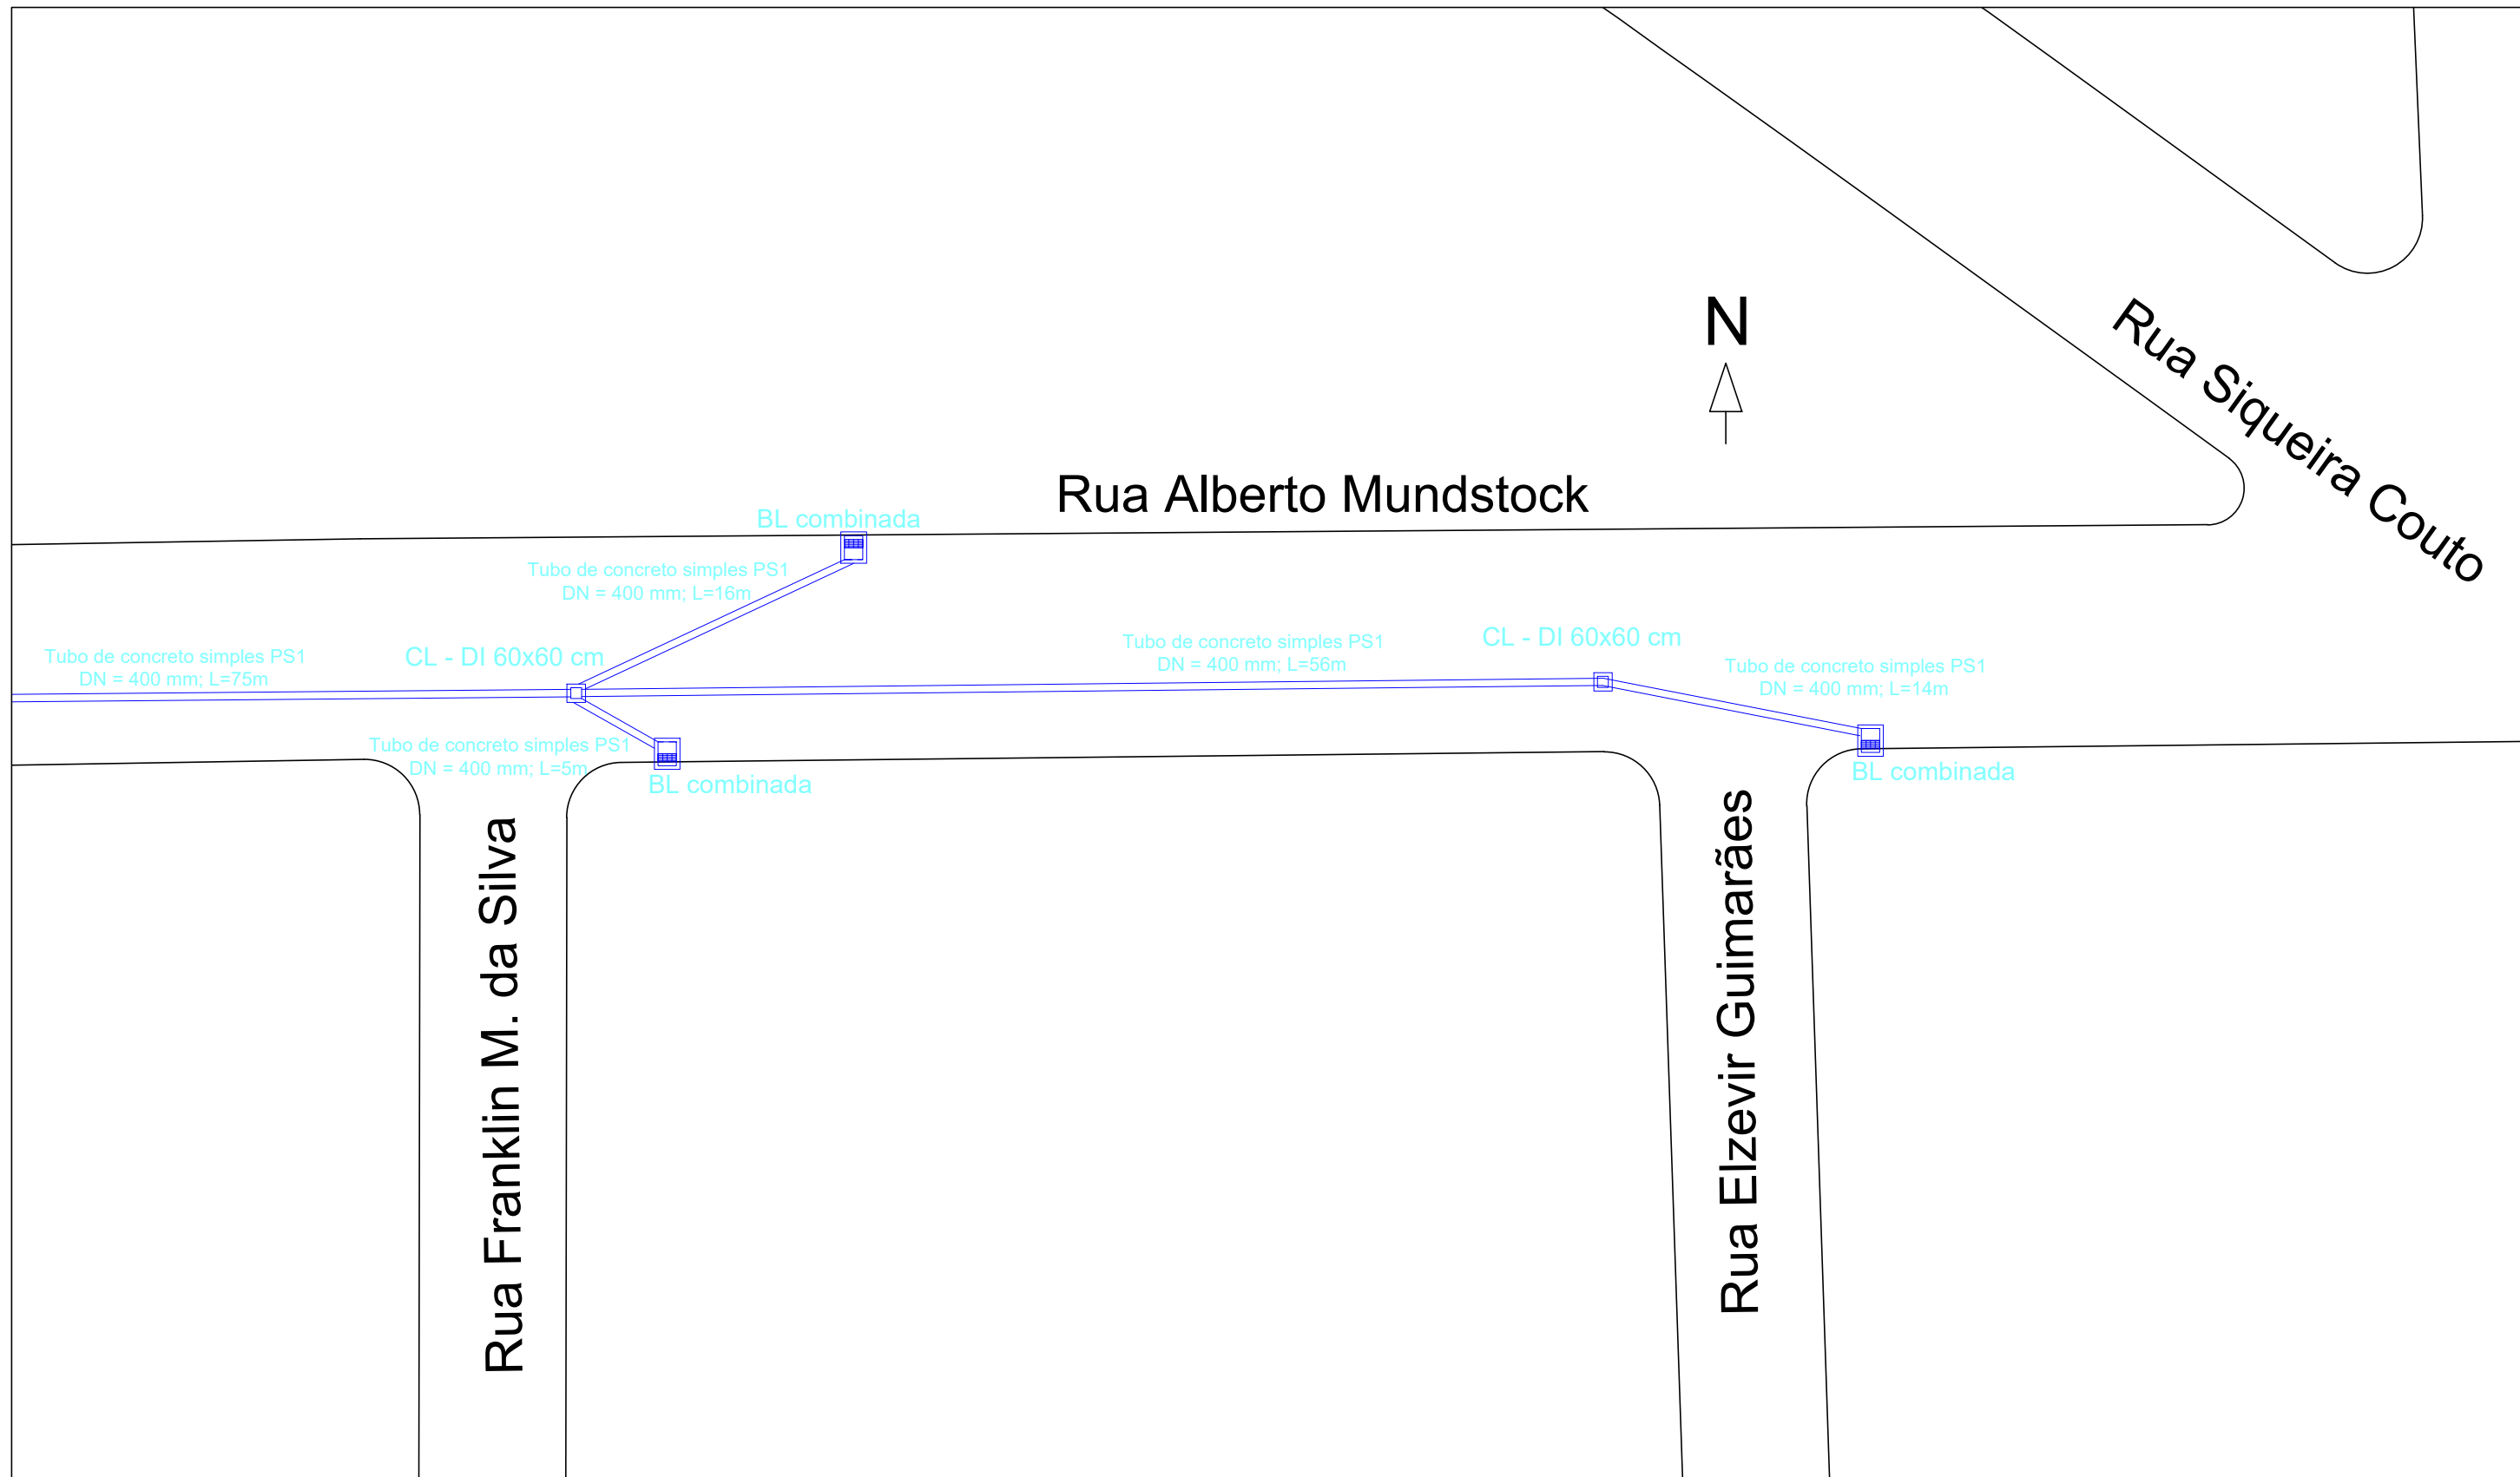 N
Rua Siqueira Couto
Rua Alberto Mundstock
BL combinada
Tubo de concreto simples PS1
DN = 400 mm; L=16m
Tubo de concreto simples PS1
DN = 400 mm; L=75m
CL - DI 60x60 cm
Tubo de concreto simples PS1
DN = 400 mm; L=56m
CL - DI 60x60 cm
Tubo de concreto simples PS1
DN = 400 mm; L=14m
Tubo de concreto simples PS1
DN = 400 mm; L=5m
BL combinada
BL combinada
Rua Franklin M. da Silva
Rua Elzevir Guimarães